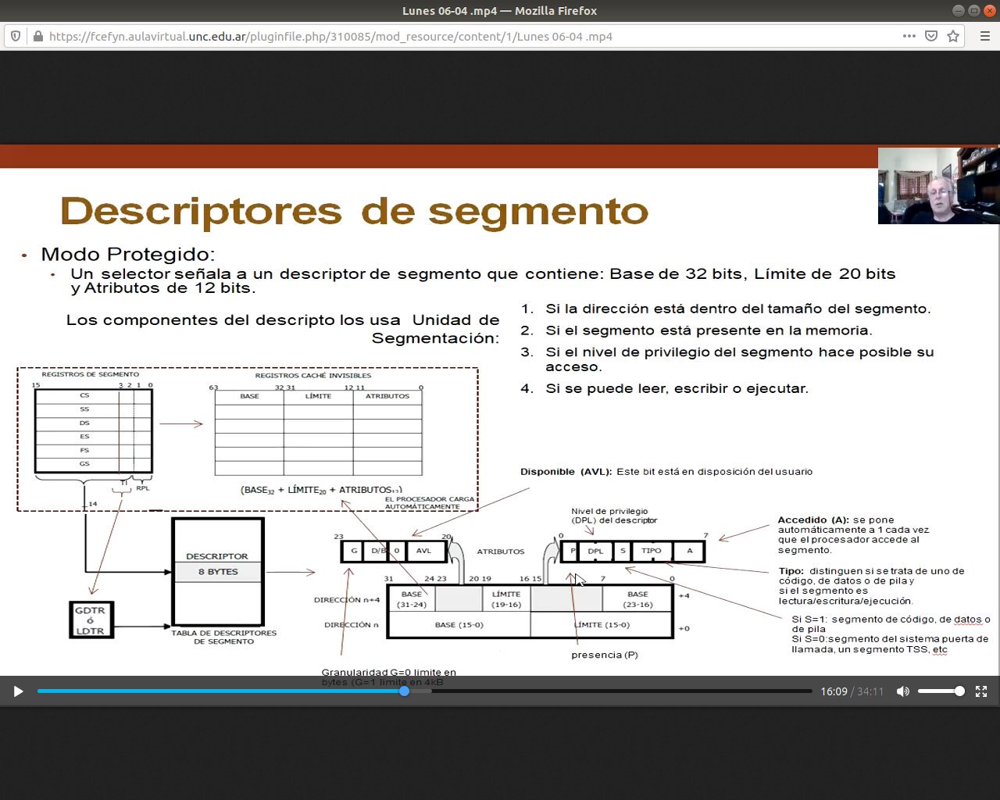 Lunes 06-04 .mp4 — Mozilla Firefox
https://fcefyn.aulavirtual.unc.edu.ar/pluginfile.php/310085/mod_resource/content/1/Lunes 06-04 .mp4
Descriptores de segmento
• Modo Protegido:
• Un selector señala a un descriptor de segmento que contiene: Base de 32 bits, Límite de 20 bits
y Atributos de 12 bits.
Los componentes del descripto los usa Unidad de
Segmentación:
1. Si la dirección está dentro del tamaño del segmento.
2. Si el segmento está presente en la memoria.
3. Si el nivel de privilegio del segmento hace posible su
acceso.
4. Si se puede leer, escribir o ejecutar.
REGISTROS DE SEGMENTO
15 3 2 1 0
CS
SS
DS
ES
FS
GS
TI
RPL
14
REGISTROS CACHÉ INVISIBLES
63 32 31 12 11 0
BASE LÍMITE ATRIBUTOS
(BASE32 + LÍMITE20 + ATRIBUTOS12)
EL PROCESADOR CARGA
AUTOMÁTICAMENTE
DESCRIPTOR
8 BYTES
GDTR
ó
LDTR
TABLA DE DESCRIPTORES
DE SEGMENTO
Disponible (AVL): Este bit está en disposición del usuario
Nivel de privilegio
(DPL) del descriptor
23 20
G D/B 0 AVL
ATRIBUTOS
0 7
P DPL S TIPO A
31 24 23 20 19 16 15 7 0
DIRECCIÓN n+4
BASE
(31-24)
LÍMITE
(19-16)
BASE
(23-16)
+4
DIRECCIÓN n
BASE (15-0)
LÍMITE (15-0)
+0
presencia (P)
Granularidad G=0 limite en
bytes (G=1 límite en 4kB
Accedido (A): se pone
automáticamente a 1 cada vez
que el procesador accede al
segmento.
Tipo: distinguen si se trata de uno de
código, de datos o de pila y
si el segmento es
lectura/escritura/ejecución.
Si S=1: segmento de código, de datos o
de pila
Si S=0:segmento del sistema puerta de
llamada, un segmento TSS, etc
16:09 / 34:11